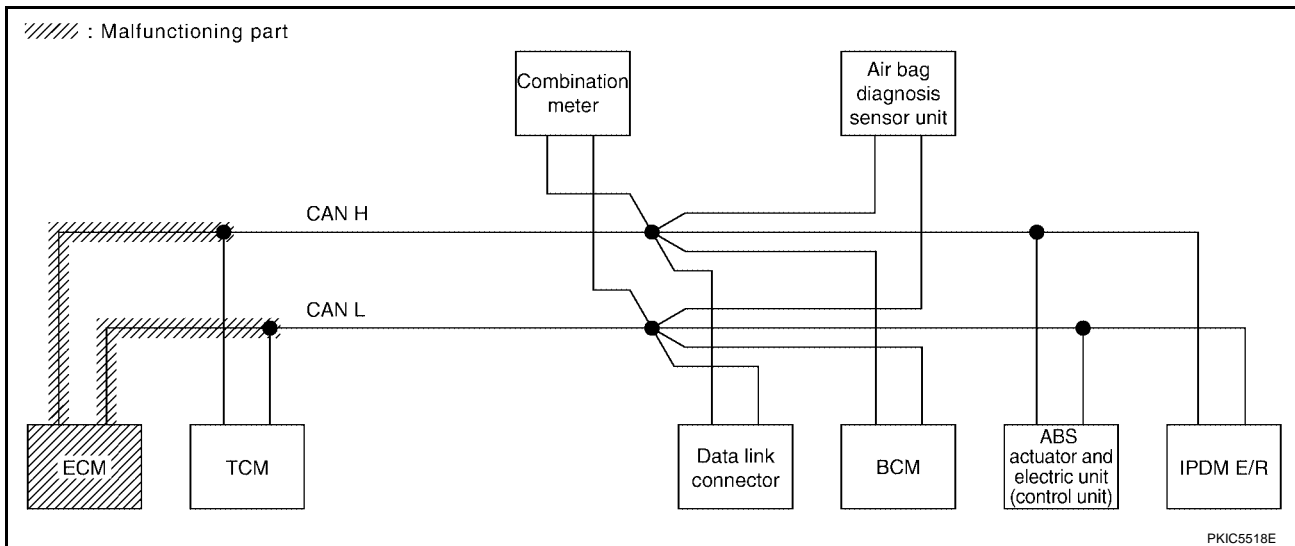 : Malfunctioning part
Combination
meter
Air bag
diagnosis
sensor unit
CAN H
CAN L
ECM
TCM
Data link
connector
BCM
ABS
actuator and
electric unit
(control unit)
IPDM E/R
PKIC5518E